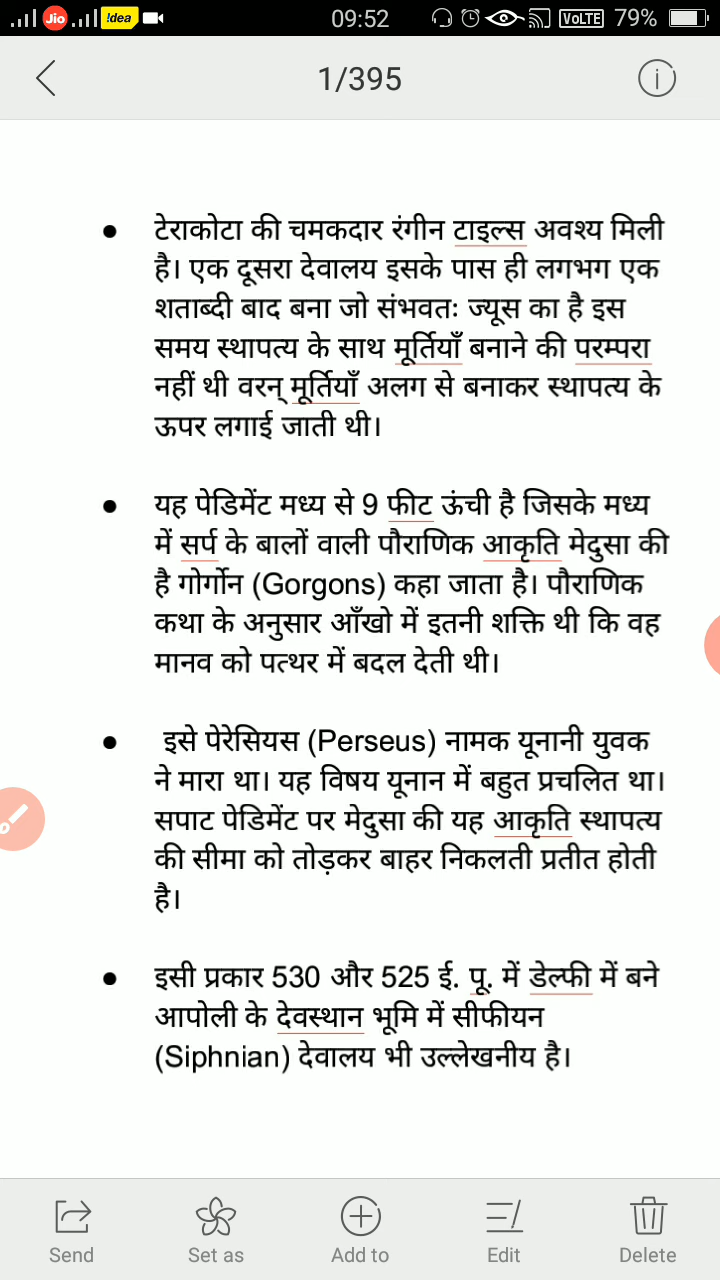 Jio !dea 09:52 VoLTE 79%
1/395
● टेराकोटा की चमकदार रंगीन टाइल्स अवश्य मिली
है। एक दूसरा देवालय इसके पास ही लगभग एक
शताब्दी बाद बना जो संभवतः ज्यूस का है इस
समय स्थापत्य के साथ मूर्तियाँ बनाने की परम्परा
नहीं थी वरन् मूर्तियाँ अलग से बनाकर स्थापत्य के
ऊपर लगाई जाती थी।
● यह पेडिमेंट मध्य से 9 फीट ऊंची है जिसके मध्य
में सर्प के बालों वाली पौराणिक आकृति मेदुसा की
है गोर्गोन (Gorgons) कहा जाता है। पौराणिक
कथा के अनुसार आँखो में इतनी शक्ति थी कि वह
मानव को पत्थर में बदल देती थी।
● इसे पेरेसियस (Perseus) नामक यूनानी युवक
ने मारा था। यह विषय यूनान में बहुत प्रचलित था।
सपाट पेडिमेंट पर मेदुसा की यह आकृति स्थापत्य
की सीमा को तोड़कर बाहर निकलती प्रतीत होती
है।
● इसी प्रकार 530 और 525 ई. पू. में डेल्फी में बने
आपोली के देवस्थान भूमि में सीफीयन
(Siphnian) देवालय भी उल्लेखनीय है।
Send Set as Add to Edit Delete